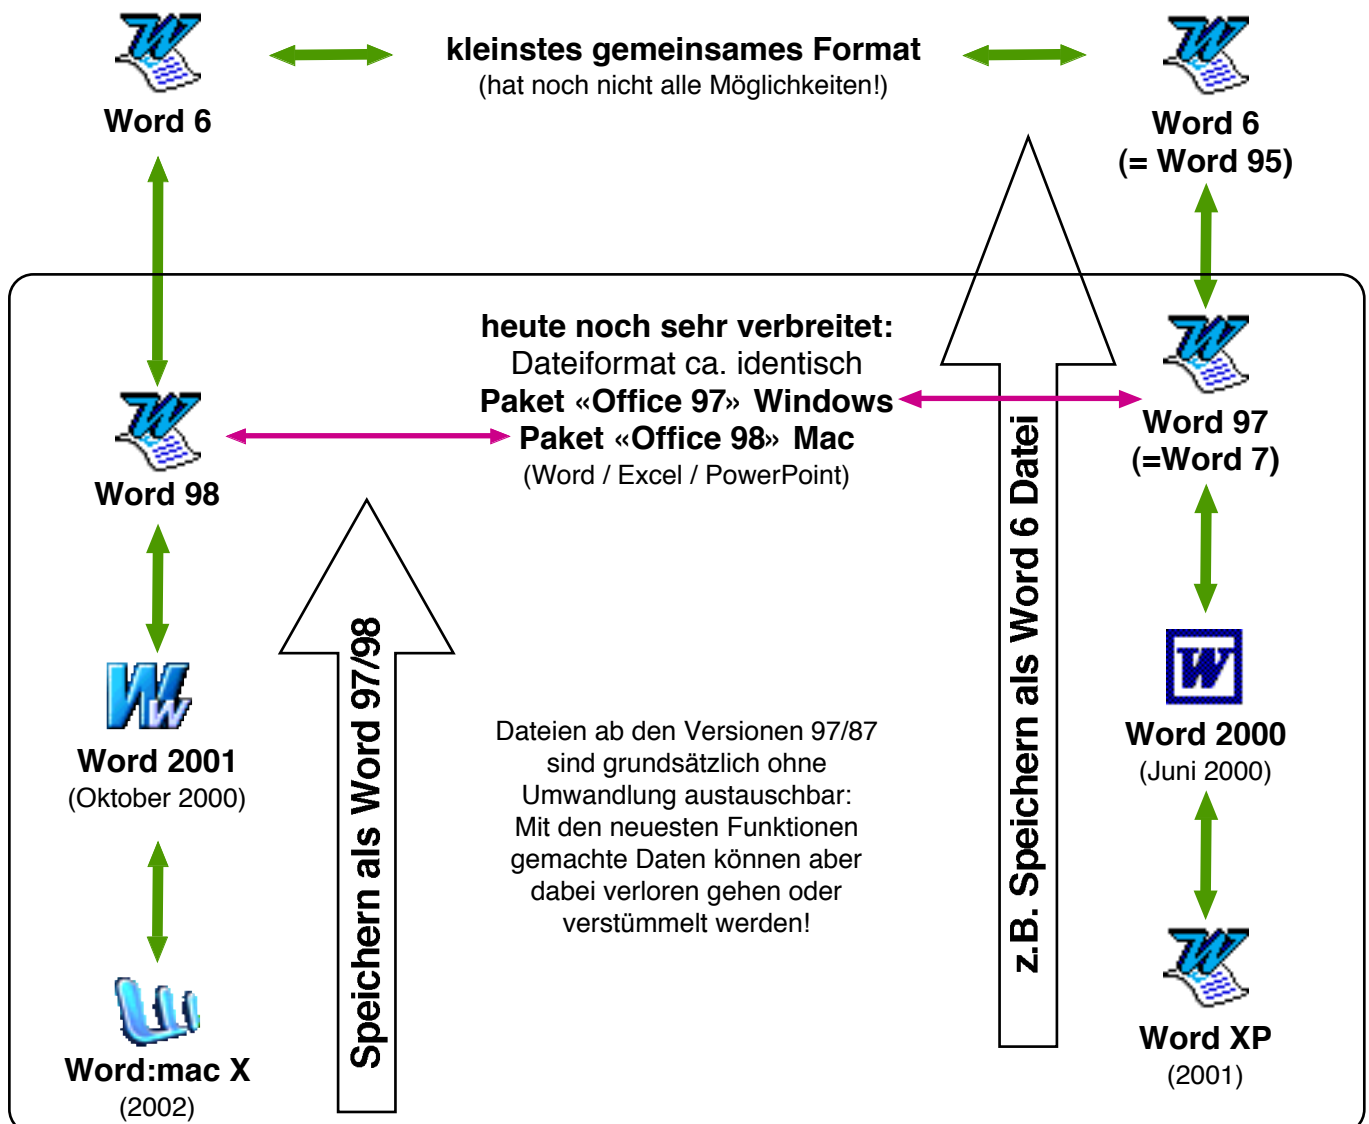 kleinstes gemeinsames Format
(hat noch nicht alle Möglichkeiten!)
Word 6
Word 6
(= Word 95)
heute noch sehr verbreitet:
Dateiformat ca. identisch
Paket «Office 97» Windows
Paket «Office 98» Mac
(Word / Excel / PowerPoint)
Word 98
Word 97
(=Word 7)
Speichern als Word 97/98
z.B. Speichern als Word 6 Datei
Word 2001
(Oktober 2000)
Dateien ab den Versionen 97/87
sind grundsätzlich ohne
Umwandlung austauschbar:
Mit den neuesten Funktionen
gemachte Daten können aber
dabei verloren gehen oder
verstümmelt werden!
Word 2000
(Juni 2000)
Word:mac X
(2002)
Word XP
(2001)